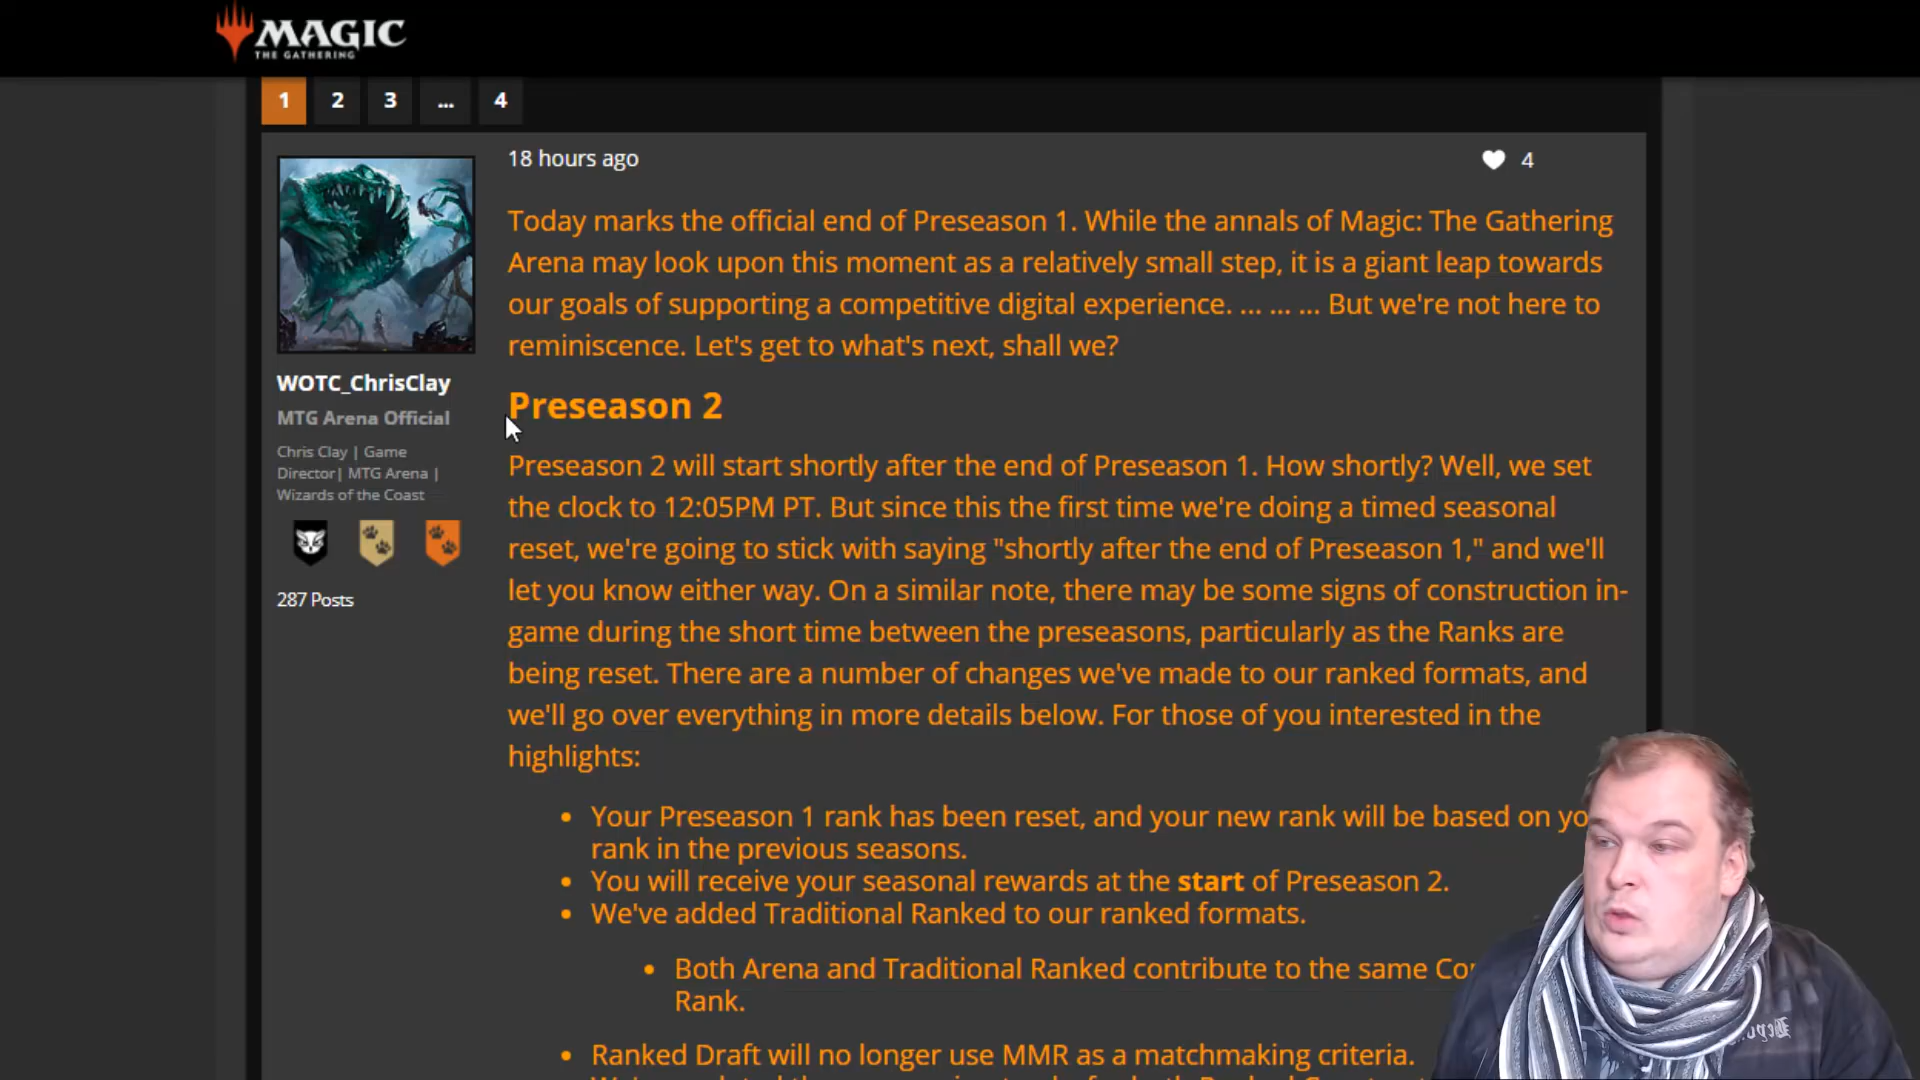 MAGIC
THE GATHERING
1 2 3 ... 4
18 hours ago
4
Today marks the official end of Preseason 1. While the annals of Magic: The Gathering
Arena may look upon this moment as a relatively small step, it is a giant leap towards
our goals of supporting a competitive digital experience. ... ... ... But we're not here to
reminiscence. Let's get to what's next, shall we?
WOTC_ChrisClay
MTG Arena Official
Chris Clay | Game
Director| MTG Arena |
Wizards of the Coast
287 Posts
Preseason 2
Preseason 2 will start shortly after the end of Preseason 1. How shortly? Well, we set
the clock to 12:05PM PT. But since this the first time we're doing a timed seasonal
reset, we're going to stick with saying "shortly after the end of Preseason 1," and we'll
let you know either way. On a similar note, there may be some signs of construction in-
game during the short time between the preseasons, particularly as the Ranks are
being reset. There are a number of changes we've made to our ranked formats, and
we'll go over everything in more details below. For those of you interested in the
highlights:
• Your Preseason 1 rank has been reset, and your new rank will be based on
rank in the previous seasons.
• You will receive your seasonal rewards at the start of Preseason 2.
• We've added Traditional Ranked to our ranked formats.
• Both Arena and Traditional Ranked contribute to the same
Rank.
• Ranked Draft will no longer use MMR as a matchmaking criteria.